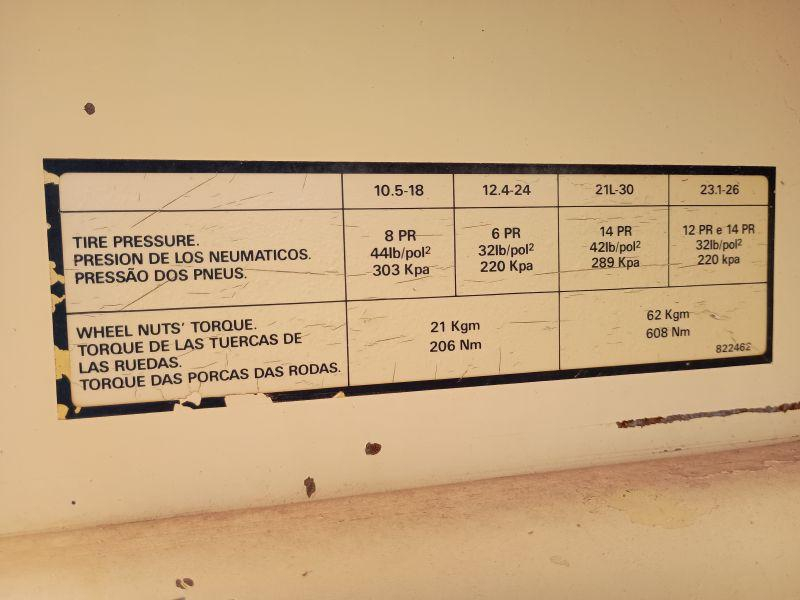 10.5-18 12.4-24 21L-30 23.1-26
TIRE PRESSURE.
PRESION DE LOS NEUMATICOS.
PRESSÃO DOS PNEUS.
8 PR 6 PR 14 PR 12 PR e 14 PR
44lb/pol² 32lb/pol² 42lb/pol² 32lb/pol²
303 Kpa 220 Kpa 289 Kpa 220 kpa
WHEEL NUTS' TORQUE.
TORQUE DE LAS TUERCAS DE
LAS RUEDAS.
TORQUE DAS PORCAS DAS RODAS.
21 Kgm 62 Kgm
206 Nm 608 Nm
822462